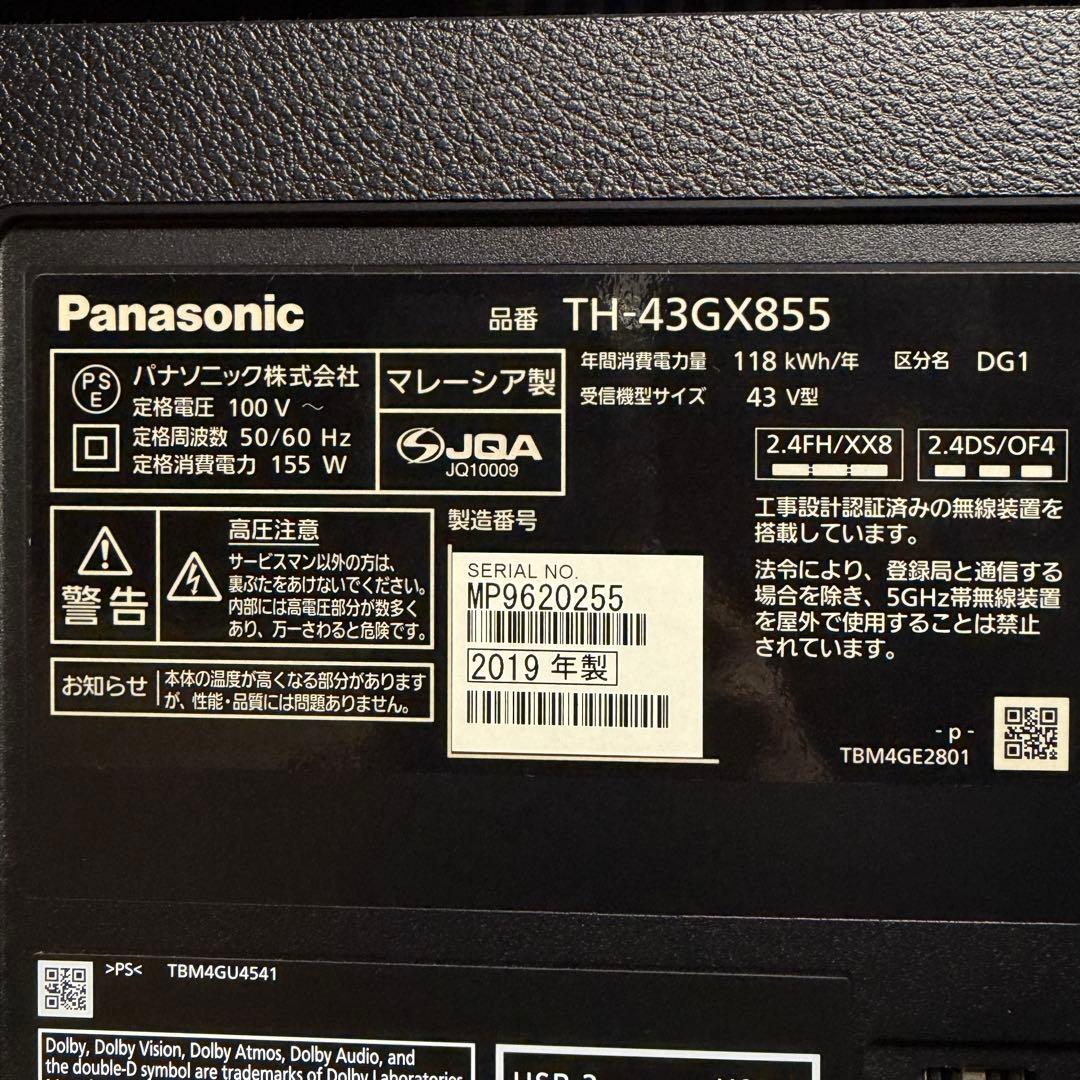 Panasonic
品番 TH-43GX855
PS
E
パナソニック株式会社
定格電圧 100 V ～
定格周波数 50/60 Hz
定格消費電力 155 W
マレーシア製
JQA
JQ10009
年間消費電力量 118 kWh/年 区分名 DG1
受信機型サイズ 43 V型
2.4FH/XX8
2.4DS/OF4
工事設計認証済みの無線装置を
搭載しています。
法令により、登録局と通信する
場合を除き、5GHz帯無線装置
を屋外で使用することは禁止
されています。
警告
高圧注意
サービスマン以外の方は、
裏ぶたをあけないでください。
内部には高電圧部分が数多く
あり、万一さわると危険です。
お知らせ
本体の温度が高くなる部分があります
が、性能・品質には問題ありません。
製造番号
SERIAL NO.
MP9620255
2019 年製
- p -
TBM4GE2801
>PS< TBM4GU4541
Dolby, Dolby Vision, Dolby Atmos, Dolby Audio, and
the double-D symbol are trademarks of Dolby Laboratories